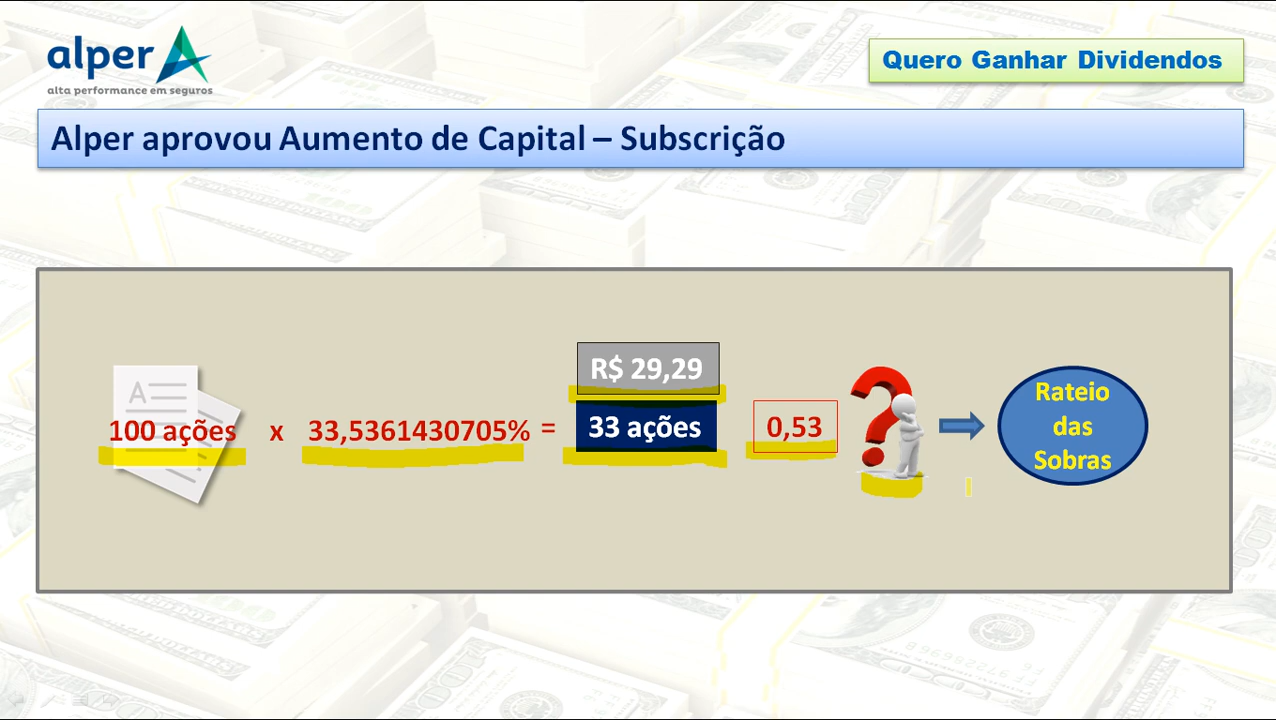 alper
alta performance em seguros
Quero Ganhar Dividendos
Alper aprovou Aumento de Capital – Subscrição
R$ 29,29
100 ações x 33,5361430705% = 33 ações 0,53
A
Rateio
das
Sobras